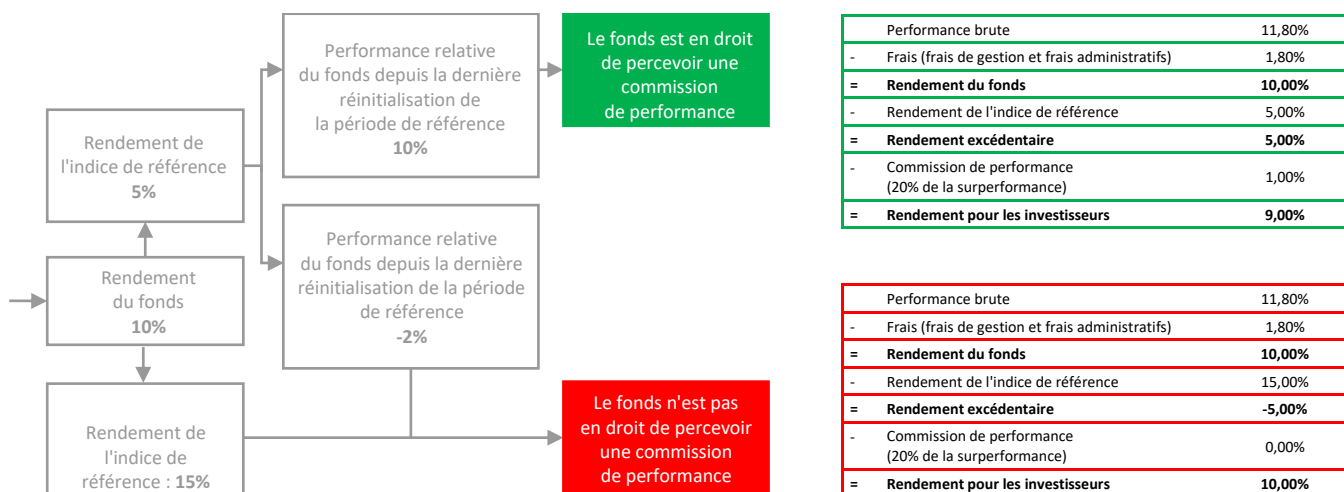 Rendement
du fonds
10%
Rendement de
l'indice de référence
5%
Performance relative
du fonds depuis la dernière
réinitialisation de
la période de référence
10%
Le fonds est en droit
de percevoir une
commission
de performance
Performance relative
du fonds depuis la dernière
réinitialisation de la période
de référence
-2%
Rendement de
l'indice de
référence : 15%
Le fonds n'est pas
en droit de percevoir
une commission
de performance
Performance brute 11,80%
- Frais (frais de gestion et frais administratifs) 1,80%
= Rendement du fonds 10,00%
- Rendement de l'indice de référence 5,00%
= Rendement excédentaire 5,00%
- Commission de performance
(20% de la surperformance) 1,00%
= Rendement pour les investisseurs 9,00%
Performance brute 11,80%
- Frais (frais de gestion et frais administratifs) 1,80%
= Rendement du fonds 10,00%
- Rendement de l'indice de référence 15,00%
= Rendement excédentaire -5,00%
- Commission de performance
(20% de la surperformance) 0,00%
= Rendement pour les investisseurs 10,00%